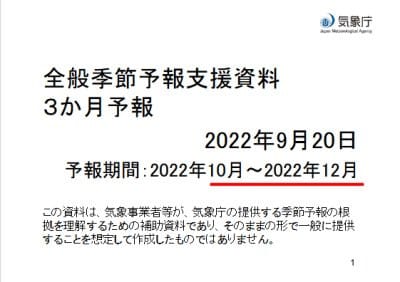 気象庁
Japan Meteorological Agency
全般季節予報支援資料
3か月予報
2022年9月20日
予報期間:2022年10月～2022年12月
この資料は、気象事業者等が、気象庁の提供する季節予報の根
拠を理解するための補助資料であり、そのままの形で一般に提供
することを想定して作成したものではありません。
1